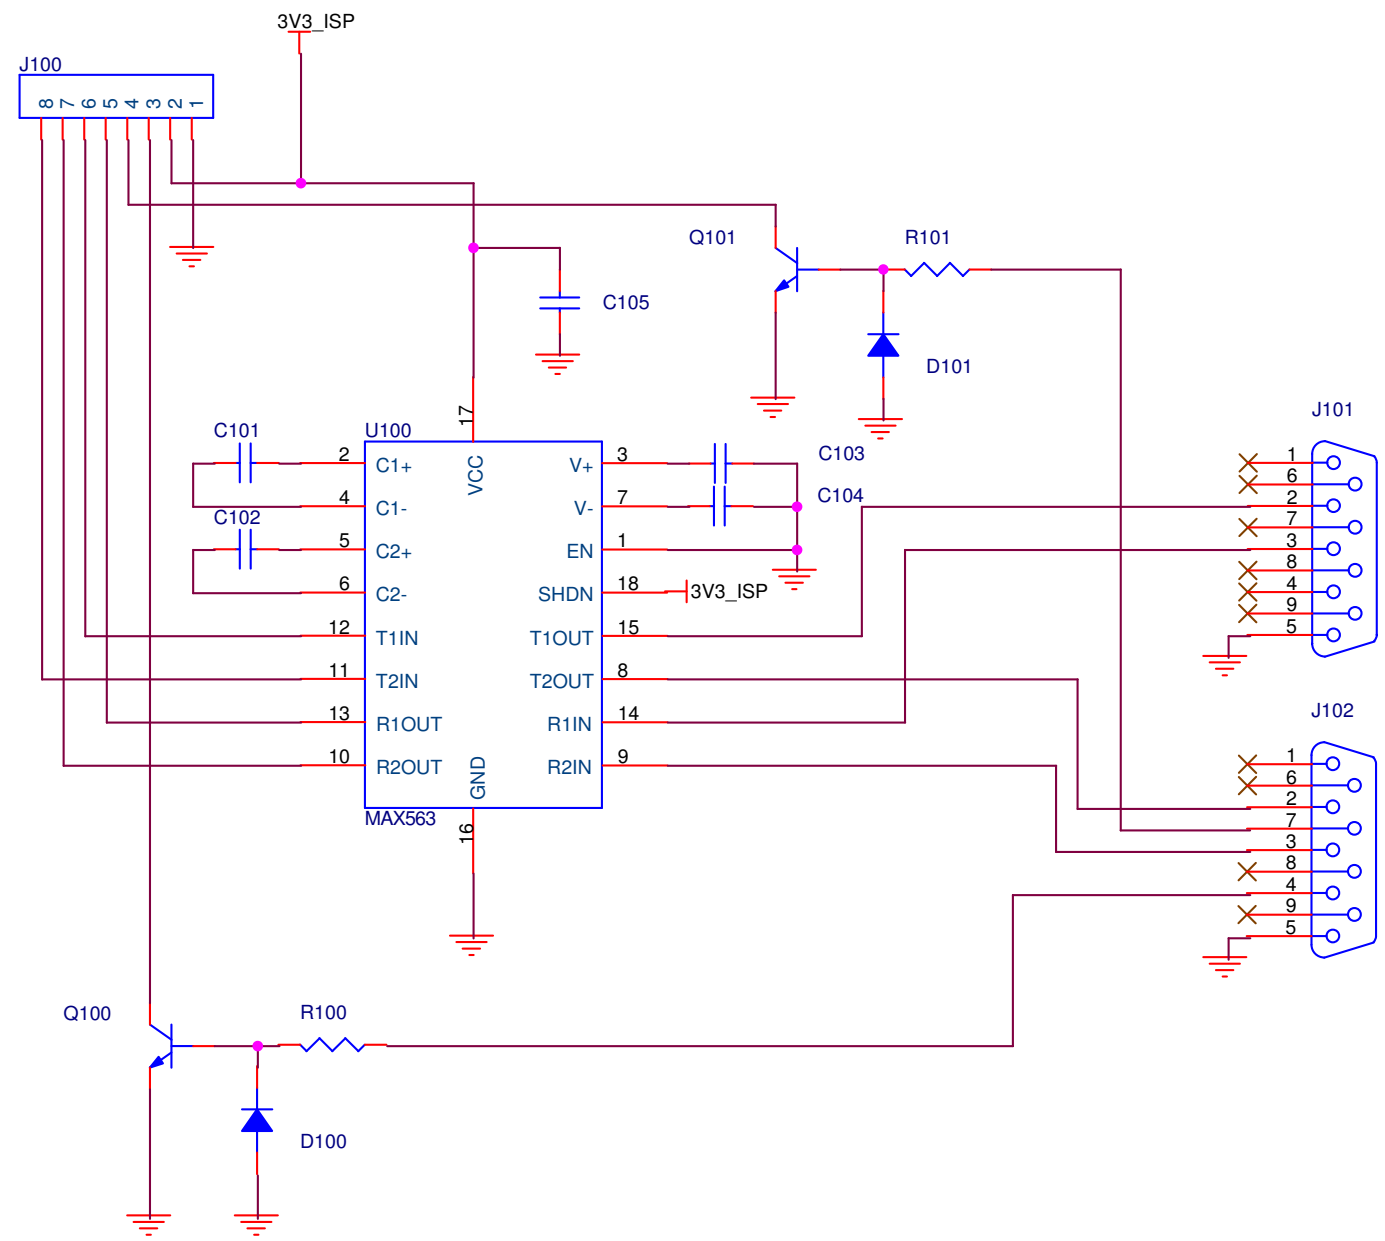 3V3_ISP
J100
8 7 6 5 4 3 2 1
Q101
R101
C105
D101
J101
17
C101
U100
C103
2 C1+
VCC
V+ 3
4 C1-
V- 7
C104
C102
5 C2+
EN 1
6 C2-
SHDN 18
3V3_ISP
12 T1IN
T1OUT 15
11 T2IN
T2OUT 8
13 R1OUT
R1IN 14
10 R2OUT
GND
R2IN 9
MAX563
16
1
6
2
7
3
8
4
9
5
J102
1
6
2
7
3
8
4
9
5
Q100
R100
D100